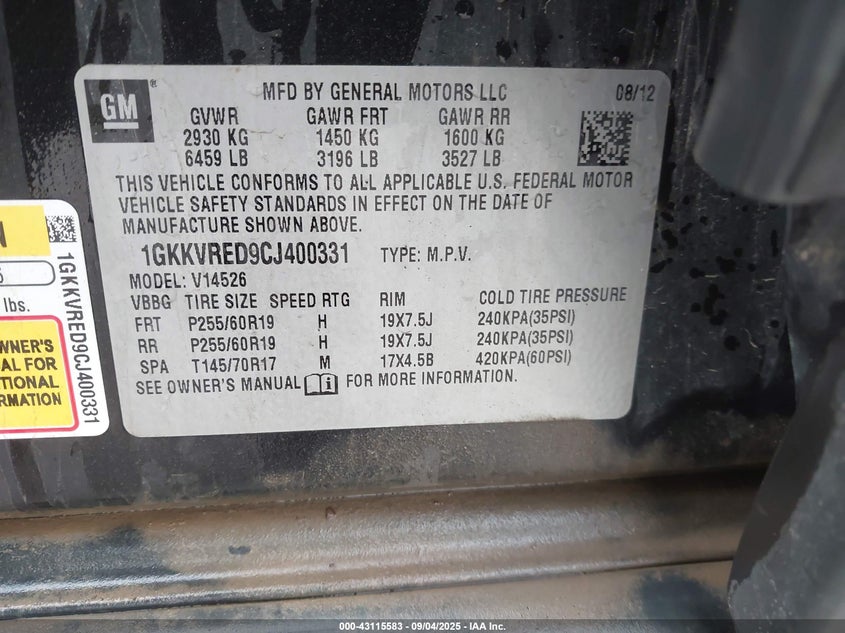 GM
®
MFD BY GENERAL MOTORS LLC
08/12
GVWR GAWR FRT GAWR RR
2930 KG 1450 KG 1600 KG
6459 LB 3196 LB 3527 LB
THIS VEHICLE CONFORMS TO ALL APPLICABLE U.S. FEDERAL MOTOR
VEHICLE SAFETY STANDARDS IN EFFECT ON THE DATE OF
MANUFACTURE SHOWN ABOVE.
1GKKVRED9CJ400331 TYPE: M.P.V.
MODEL: V14526
VBBG TIRE SIZE SPEED RTG RIM COLD TIRE PRESSURE
FRT P255/60R19 H 19X7.5J 240KPA(35PSI)
RR P255/60R19 H 19X7.5J 240KPA(35PSI)
SPA T145/70R17 M 17X4.5B 420KPA(60PSI)
SEE OWNER'S MANUAL i FOR MORE INFORMATION.
N
lbs.
WNER'S
AL FOR
TIONAL
RMATION
1GKKVRED9CJ400331
000-43115583 - 09/04/2025 - IAA Inc.